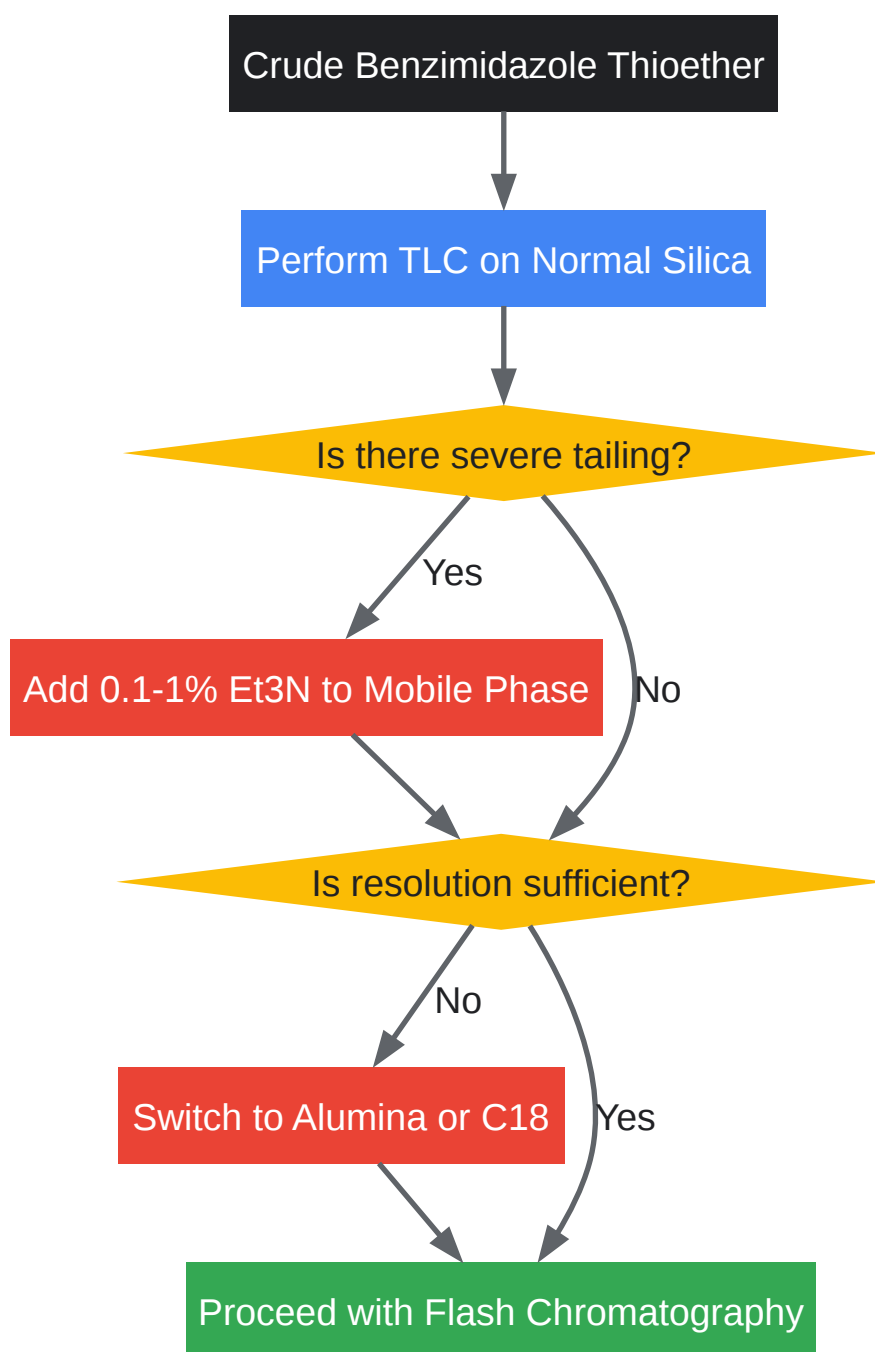 Crude Benzimidazole Thioether
Perform TLC on Normal Silica
Is there severe tailing?
Yes
Add 0.1-1% Et3N to Mobile Phase
No
Is resolution sufficient?
No
Switch to Alumina or C18
Yes
Proceed with Flash Chromatography